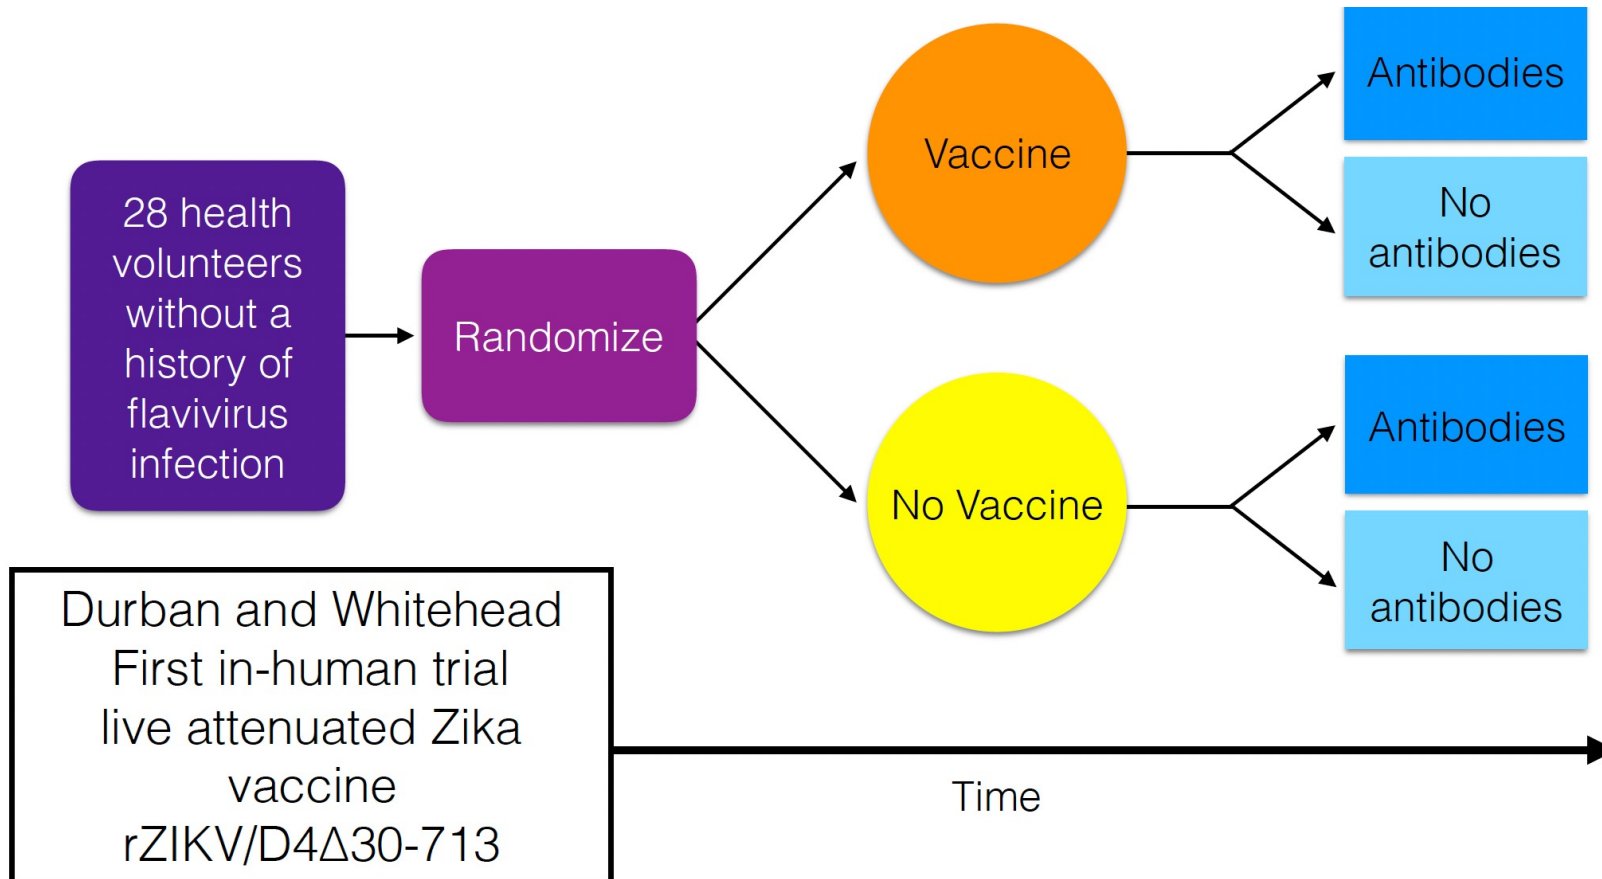 28 health
volunteers
without a
history of
flavivirus
infection
Randomize
Vaccine
No Vaccine
Antibodies
No
antibodies
Antibodies
No
antibodies
Durban and Whitehead
First in-human trial
live attenuated Zika
vaccine
rZIKV/D4Δ30-713
Time